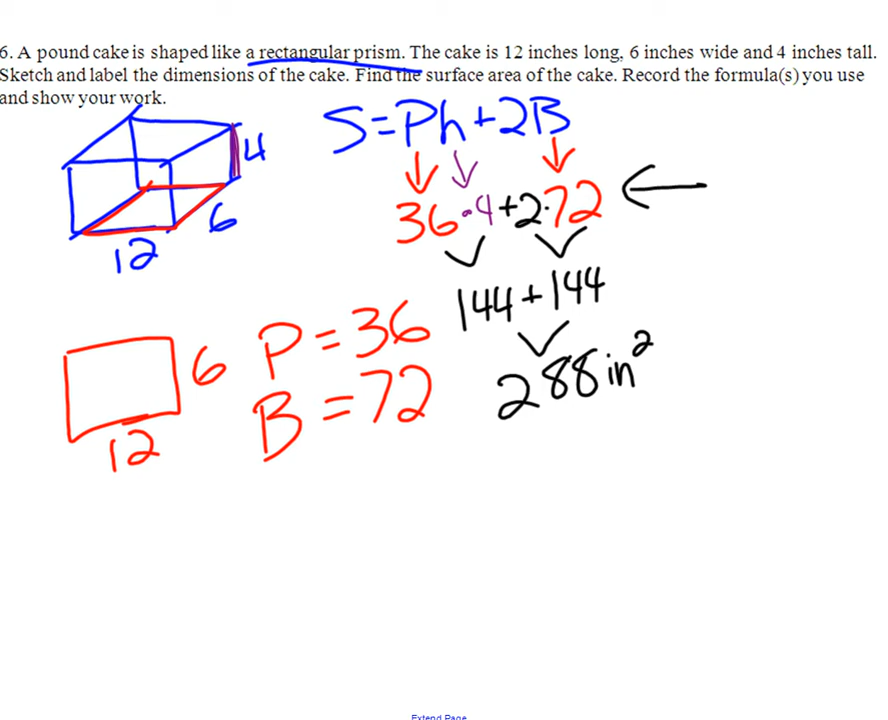 6. A pound cake is shaped like a rectangular prism. The cake is 12 inches long, 6 inches wide and 4 inches tall.
Sketch and label the dimensions of the cake. Find the surface area of the cake. Record the formula(s) you use
and show your work.
S=Ph+2B
4
36·4+2·72
6
12
144+144
6
P=36
288in²
B=72
12
Extend Page